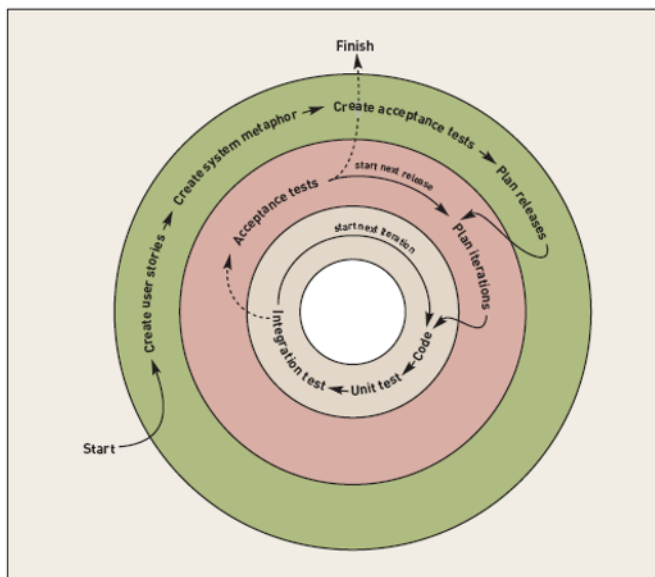 Finish
Create acceptance tests
Create system metaphor
Plan releases
start next release
Acceptance tests
Plan iterations
start next iteration
Create user stories
Integration test
Code
Unit test
Start